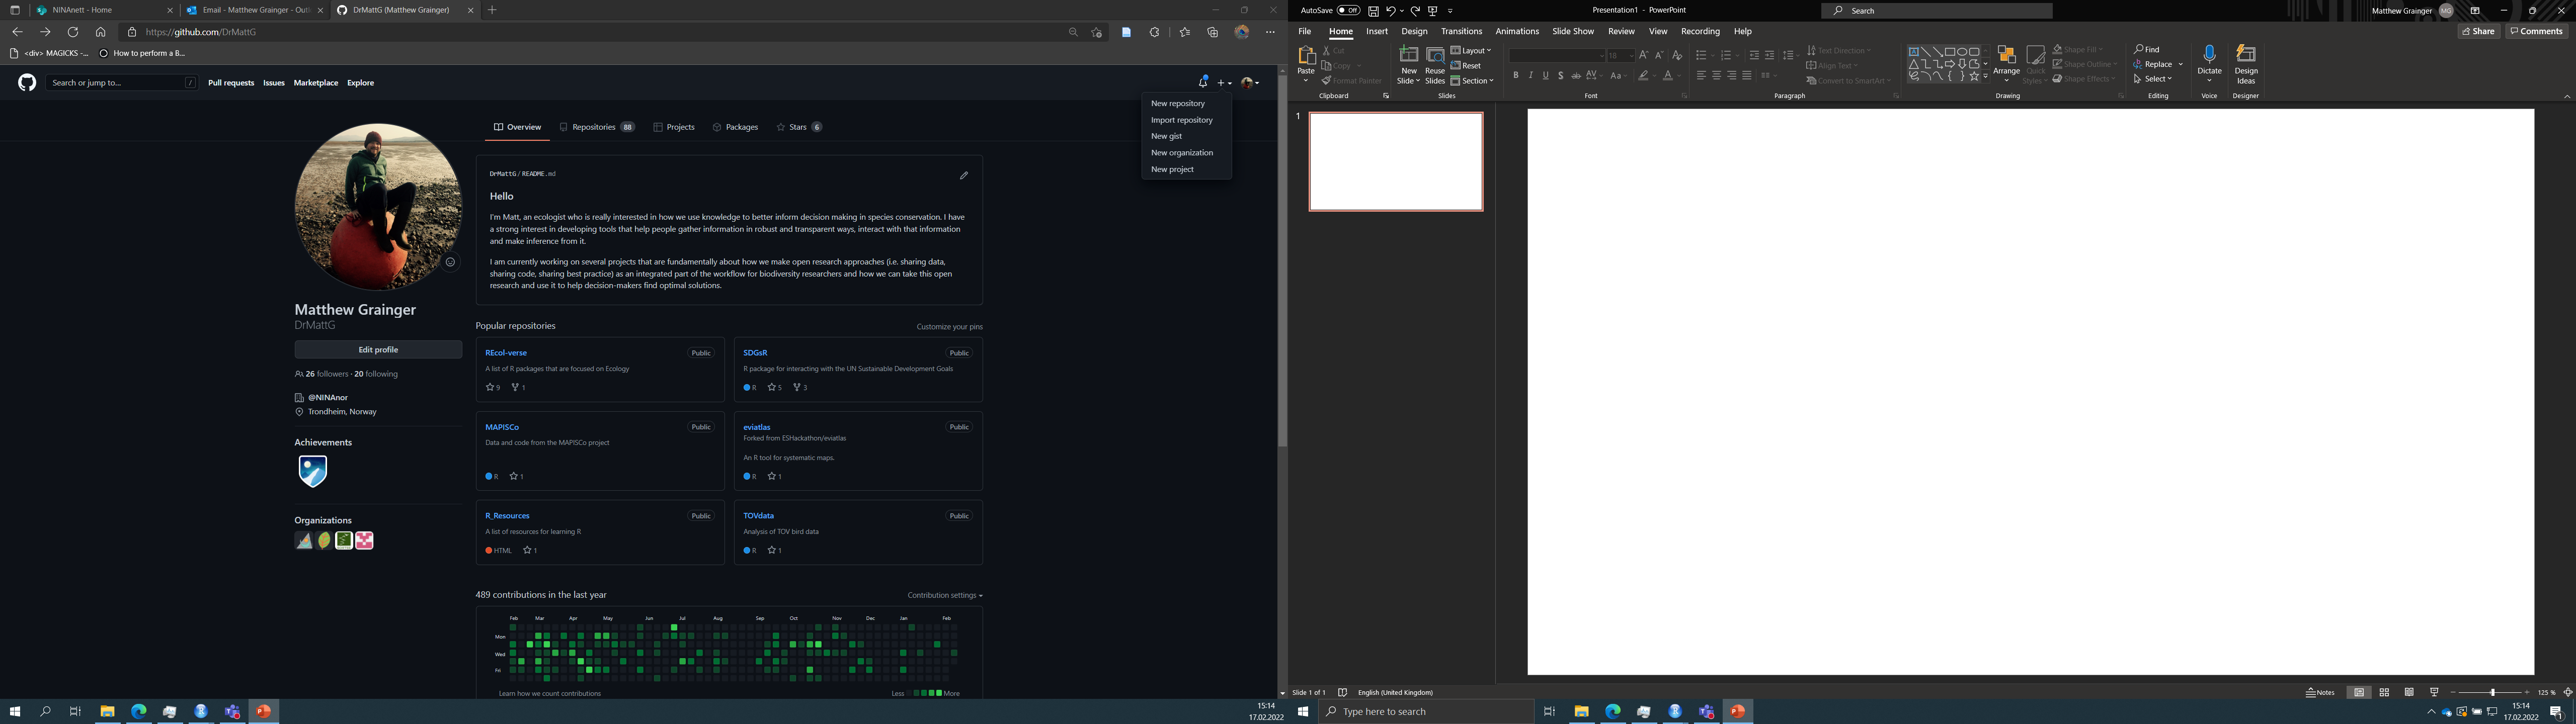 NINAnett - Home
Email - Matthew Grainger - Outl
DrMattG (Matthew Grainger)
https://github.com/DrMattG
<div> MAGICKS -...
How to perform a B...
Search or jump to...
/
Pull requests
Issues
Marketplace
Explore
New repository
Import repository
New gist
New organization
New project
Overview
Repositories 88
Projects
Packages
Stars 6
DrMattG / README.md
Hello
I'm Matt, an ecologist who is really interested in how we use knowledge to better inform decision making in species conservation. I have
a strong interest in developing tools that help people gather information in robust and transparent ways, interact with that information
and make inference from it.
I am currently working on several projects that are fundamentally about how we make open research approaches (i.e. sharing data,
sharing code, sharing best practice) as an integrated part of the workflow for biodiversity researchers and how we can take this open
research and use it to help decision-makers find optimal solutions.
Matthew Grainger
DrMattG
Edit profile
26 followers · 20 following
@NINAnor
Trondheim, Norway
Achievements
Organizations
Popular repositories
Customize your pins
REcol-verse
Public
A list of R packages that are focused on Ecology
9
1
SDGsR
Public
R package for interacting with the UN Sustainable Development Goals
R
5
3
MAPISCo
Public
Data and code from the MAPISCo project
R
1
eviatlas
Public
Forked from ESHackathon/eviatlas
An R tool for systematic maps.
R
1
R_Resources
Public
A list of resources for learning R
HTML
1
TOVdata
Public
Analysis of TOV bird data
R
1
489 contributions in the last year
Contribution settings
Feb Mar Apr May Jun Jul Aug Sep Oct Nov Dec Jan Feb
Mon
Wed
Fri
Learn how we count contributions
Less
More
15:14
17.02.2022
AutoSave
Off
Presentation1 - PowerPoint
Search
Matthew Grainger
MG
File
Home
Insert
Design
Transitions
Animations
Slide Show
Review
View
Recording
Help
Share
Comments
Paste
Cut
Copy
Format Painter
Clipboard
New
Slide
Reuse
Slides
Layout
Reset
Section
Slides
18
B I U S ab AV Aa A
Font
Text Direction
Align Text
Convert to SmartArt
Paragraph
Arrange
Quick
Styles
Shape Fill
Shape Outline
Shape Effects
Drawing
Find
Replace
Select
Editing
Dictate
Voice
Design
Ideas
Designer
1
Slide 1 of 1
English (United Kingdom)
Notes
125 %
Type here to search
15:14
17.02.2022